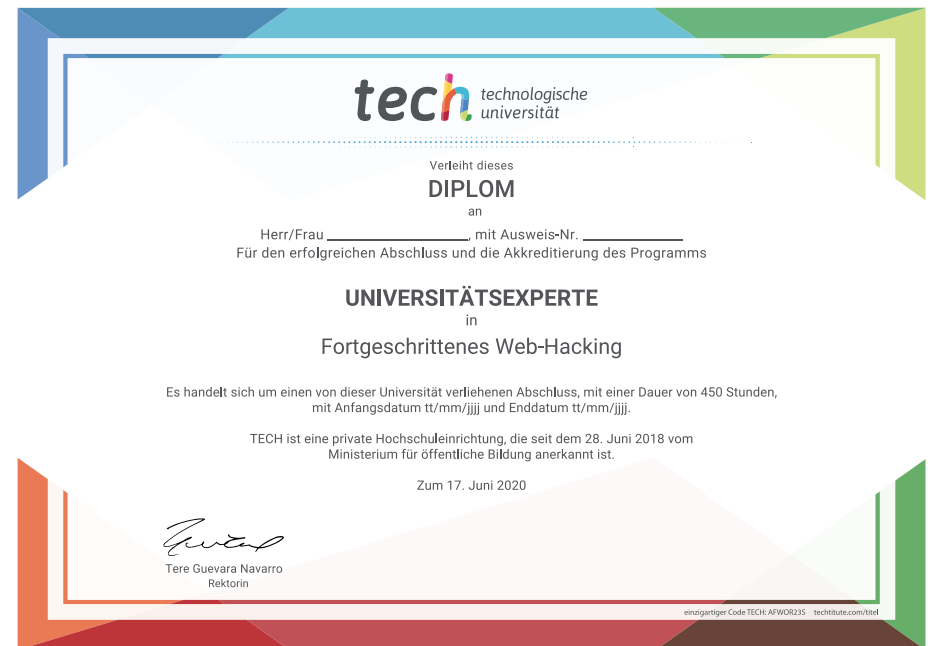 tech technologische
universität
Verleiht dieses
DIPLOM
an
Herr/Frau __________________, mit Ausweis-Nr. _____________
Für den erfolgreichen Abschluss und die Akkreditierung des Programms
UNIVERSITÄTSEXPERTE
in
Fortgeschrittenes Web-Hacking
Es handelt sich um einen von dieser Universität verliehenen Abschluss, mit einer Dauer von 450 Stunden,
mit Anfangsdatum tt/mm/jjjj und Enddatum tt/mm/jjjj.
TECH ist eine private Hochschuleinrichtung, die seit dem 28. Juni 2018 vom
Ministerium für öffentliche Bildung anerkannt ist.
Zum 17. Juni 2020
Tere Guevara Navarro
Rektorin
einzigartiger Code TECH: AFWOR235 techtitute.com/titel